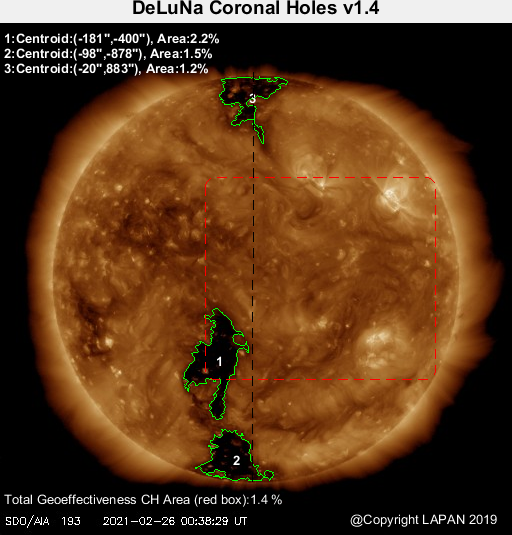 DeLuNa Coronal Holes v1.4
1:Centroid:(-181",-400"), Area:2.2%
2:Centroid:(-98",-878"), Area:1.5%
3:Centroid:(-20",883"), Area:1.2%
3
1
2
Total Geoeffectiveness CH Area (red box):1.4 %
SDO/AIA 193 2021-02-26 00:38:29 UT
@Copyright LAPAN 2019